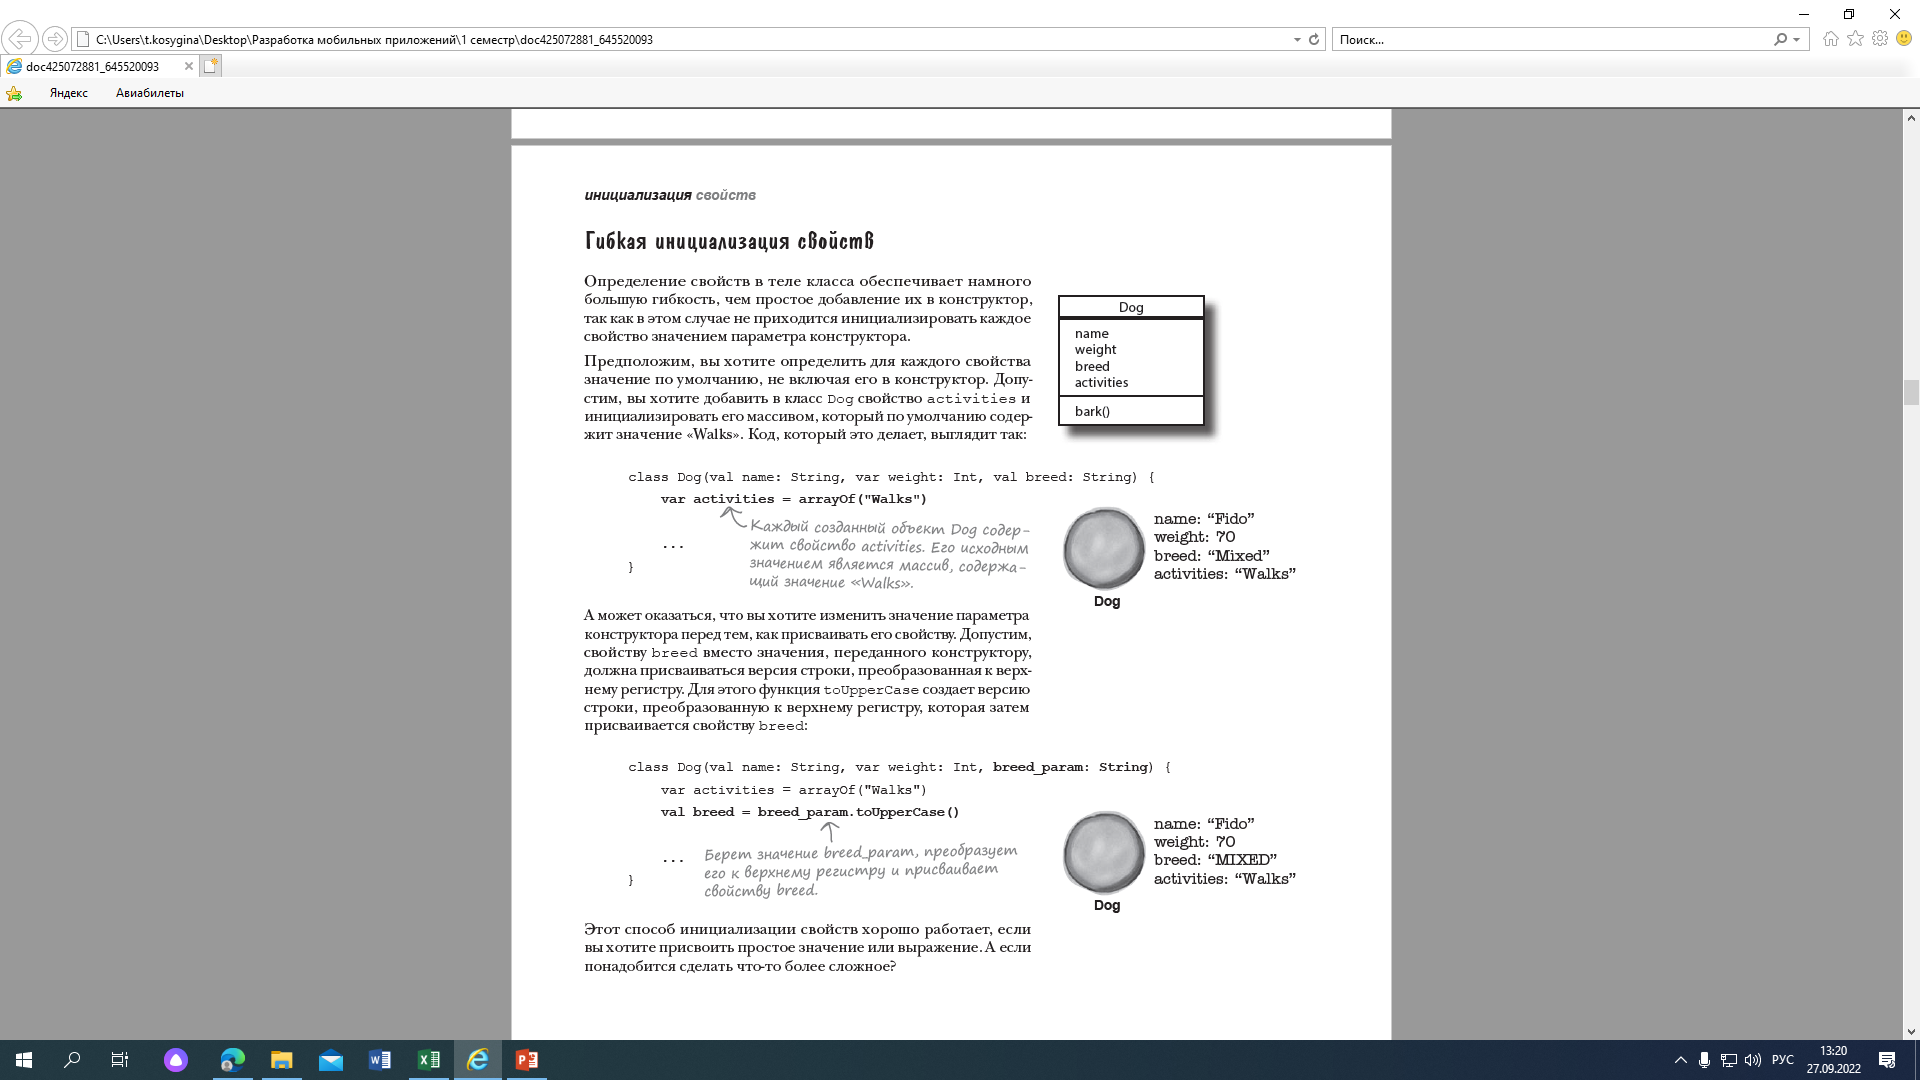 C:\Users\t.kosygina\Desktop\Разработка мобильных приложений\1 семестр\doc425072881_645520093
Поиск...
doc425072881_645520093
Яндекс
Авиабилеты
инициализация свойств
Гибкая инициализация свойств
Определение свойств в теле класса обеспечивает намного
большую гибкость, чем простое добавление их в конструктор,
так как в этом случае не приходится инициализировать каждое
свойство значением параметра конструктора.
Предположим, вы хотите определить для каждого свойства
значение по умолчанию, не включая его в конструктор. Допу-
стим, вы хотите добавить в класс Dog свойство activities и
инициализировать его массивом, который по умолчанию содер-
жит значение «Walks». Код, который это делает, выглядит так:
Dog
name
weight
breed
activities
bark()
class Dog(val name: String, var weight: Int, val breed: String) {
var activities = arrayOf("Walks")
...
}
Каждый созданный объект Dog содер-
жит свойство activities. Его исходным
значением является массив, содержа-
щий значение «Walks».
name: “Fido”
weight: 70
breed: “Mixed”
activities: “Walks”
Dog
А может оказаться, что вы хотите изменить значение параметра
конструктора перед тем, как присваивать его свойству. Допустим,
свойству breed вместо значения, переданного конструктору,
должна присваиваться версия строки, преобразованная к верх-
нему регистру. Для этого функция toUpperCase создает версию
строки, преобразованную к верхнему регистру, которая затем
присваивается свойству breed:
class Dog(val name: String, var weight: Int, breed_param: String) {
var activities = arrayOf("Walks")
val breed = breed_param.toUpperCase()
...
}
Берет значение breed_param, преобразует
его к верхнему регистру и присваивает
свойству breed.
name: “Fido”
weight: 70
breed: “MIXED”
activities: “Walks”
Dog
Этот способ инициализации свойств хорошо работает, если
вы хотите присвоить простое значение или выражение. А если
понадобится сделать что-то более сложное?
РУС
13:20
27.09.2022